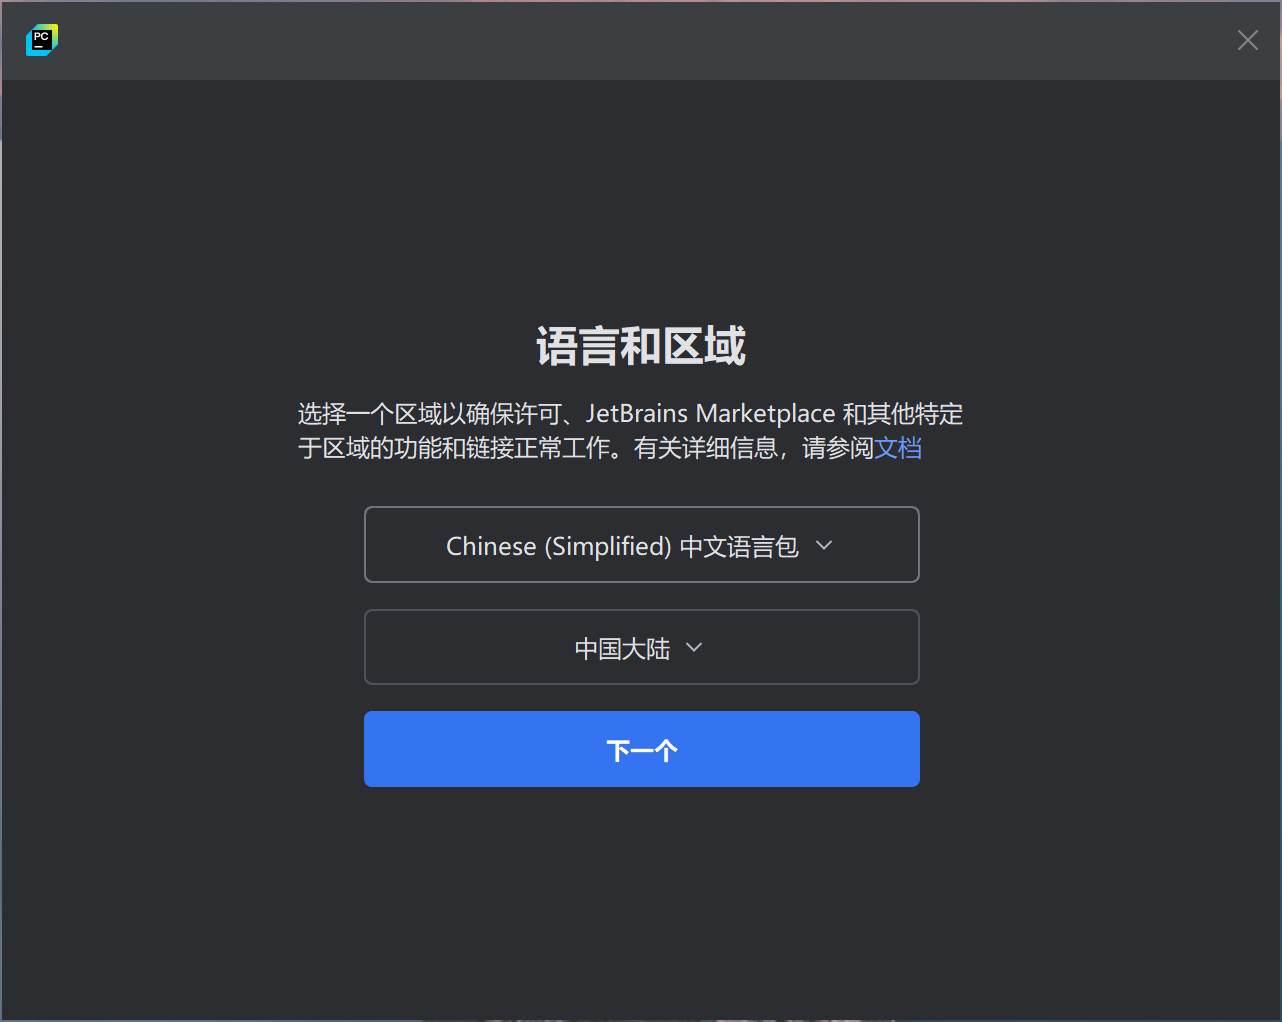 PC
语言和区域
选择一个区域以确保许可、JetBrains Marketplace 和其他特定
于区域的功能和链接正常工作。有关详细信息，请参阅文档
Chinese (Simplified) 中文语言包
中国大陆
下一个